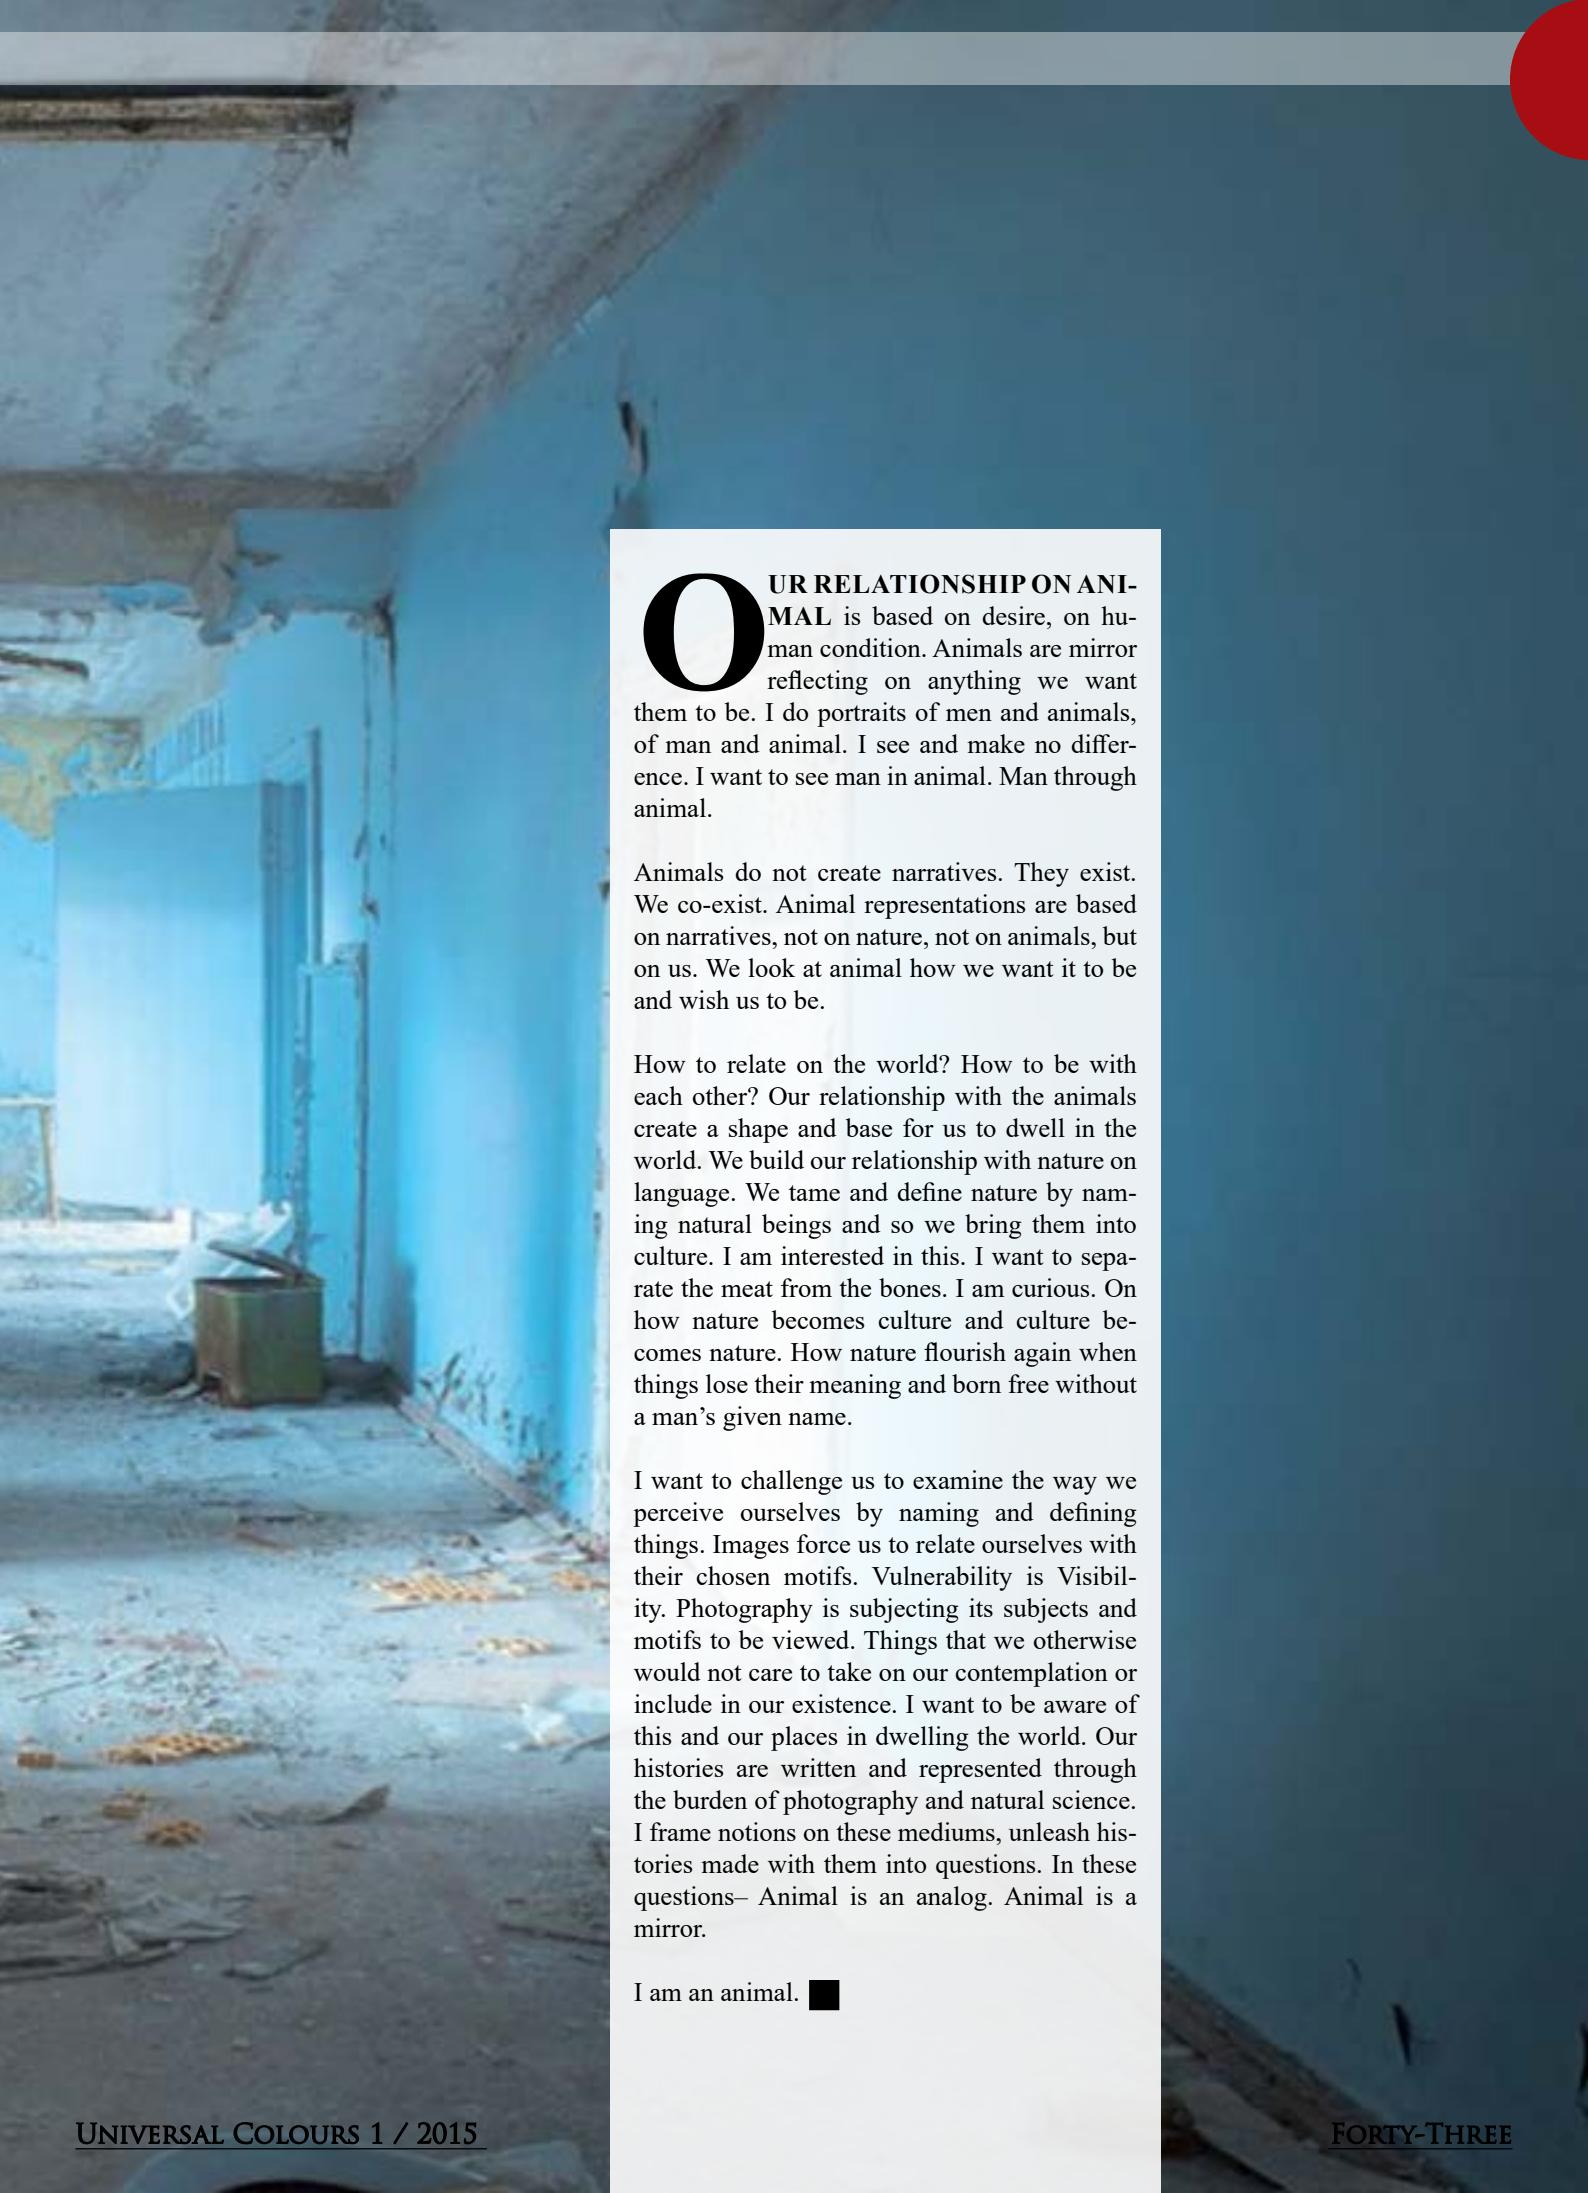 OUR RELATIONSHIP ON ANI-
MAL is based on desire, on hu-
man condition. Animals are mirror
reflecting on anything we want
them to be. I do portraits of men and animals,
of man and animal. I see and make no differ-
ence. I want to see man in animal. Man through
animal.
Animals do not create narratives. They exist.
We co-exist. Animal representations are based
on narratives, not on nature, not on animals, but
on us. We look at animal how we want it to be
and wish us to be.
How to relate on the world? How to be with
each other? Our relationship with the animals
create a shape and base for us to dwell in the
world. We build our relationship with nature on
language. We tame and define nature by nam-
ing natural beings and so we bring them into
culture. I am interested in this. I want to sepa-
rate the meat from the bones. I am curious. On
how nature becomes culture and culture be-
comes nature. How nature flourish again when
things lose their meaning and born free without
a man’s given name.
I want to challenge us to examine the way we
perceive ourselves by naming and defining
things. Images force us to relate ourselves with
their chosen motifs. Vulnerability is Visibil-
ity. Photography is subjecting its subjects and
motifs to be viewed. Things that we otherwise
would not care to take on our contemplation or
include in our existence. I want to be aware of
this and our places in dwelling the world. Our
histories are written and represented through
the burden of photography and natural science.
I frame notions on these mediums, unleash his-
tories made with them into questions. In these
questions– Animal is an analog. Animal is a
mirror.
I am an animal.
Universal Colours 1 / 2015
Forty-Three